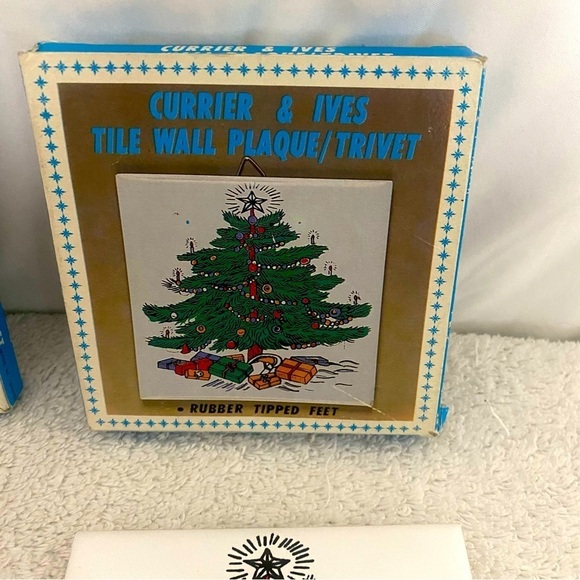 CURRIER & IVES
CURRIER & IVES
TILE WALL PLAQUE/TRIVET
• RUBBER TIPPED FEET